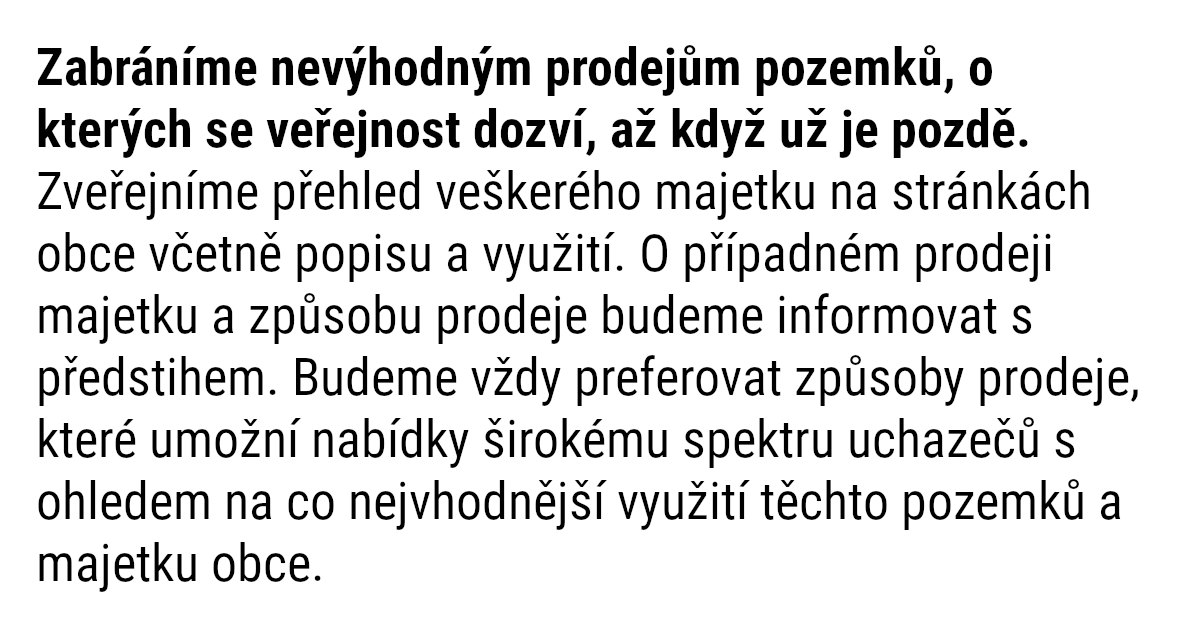 Zabráníme nevýhodným prodejům pozemků, o
kterých se veřejnost dozví, až když už je pozdě.
Zveřejníme přehled veškerého majetku na stránkách
obce včetně popisu a využití. O případném prodeji
majetku a způsobu prodeje budeme informovat s
předstihem. Budeme vždy preferovat způsoby prodeje,
které umožní nabídky širokému spektru uchazečů s
ohledem na co nejvhodnější využití těchto pozemků a
majetku obce.